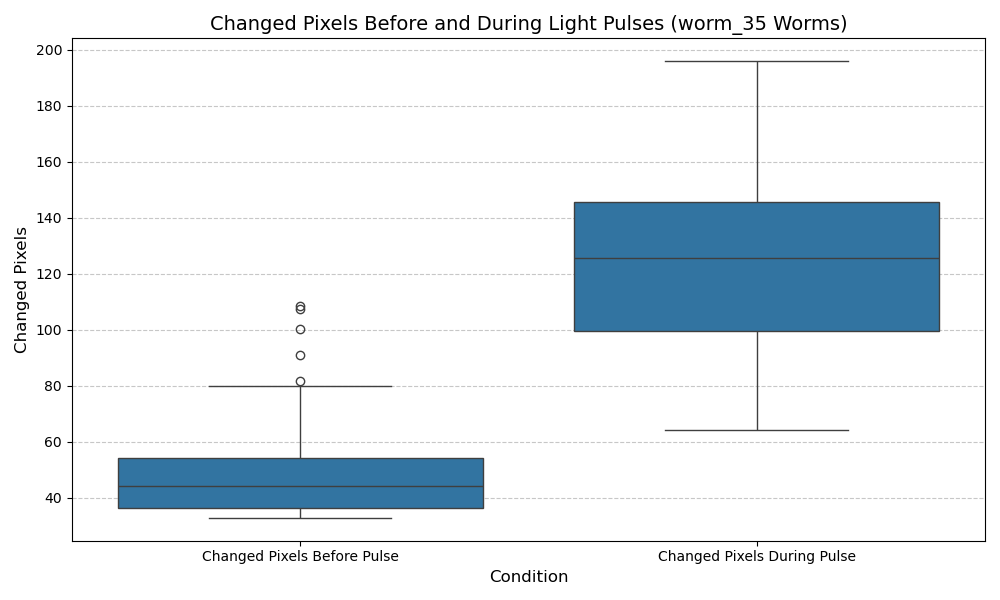 Changed Pixels Before and During Light Pulses (worm_35 Worms)
Changed Pixels
200
180
160
140
120
100
80
60
40
Changed Pixels Before Pulse
Changed Pixels During Pulse
Condition